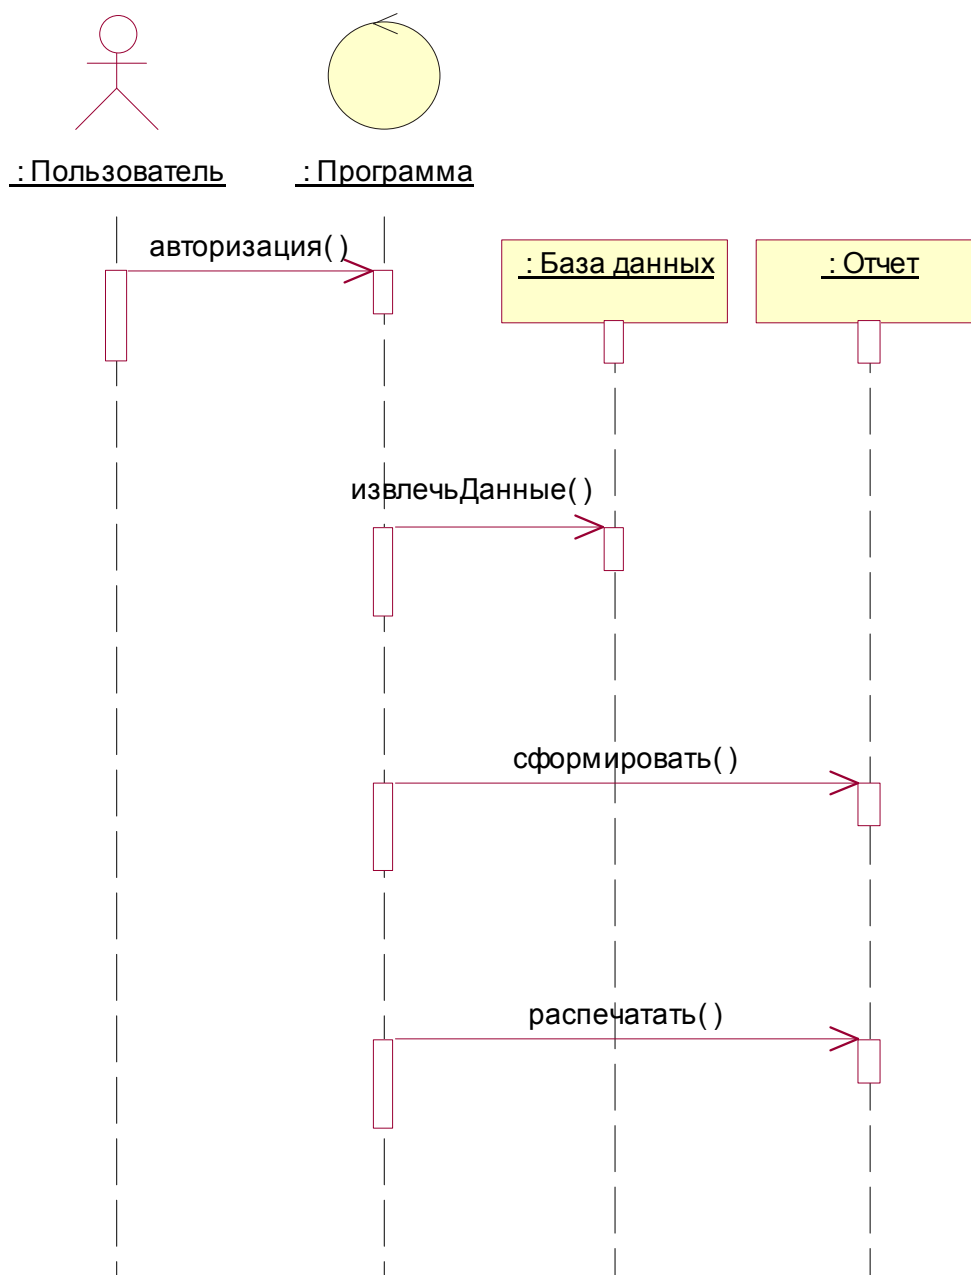 : Пользователь
: Программа
авторизация( )
: База данных
: Отчет
извлечьДанные( )
сформировать( )
распечатать( )